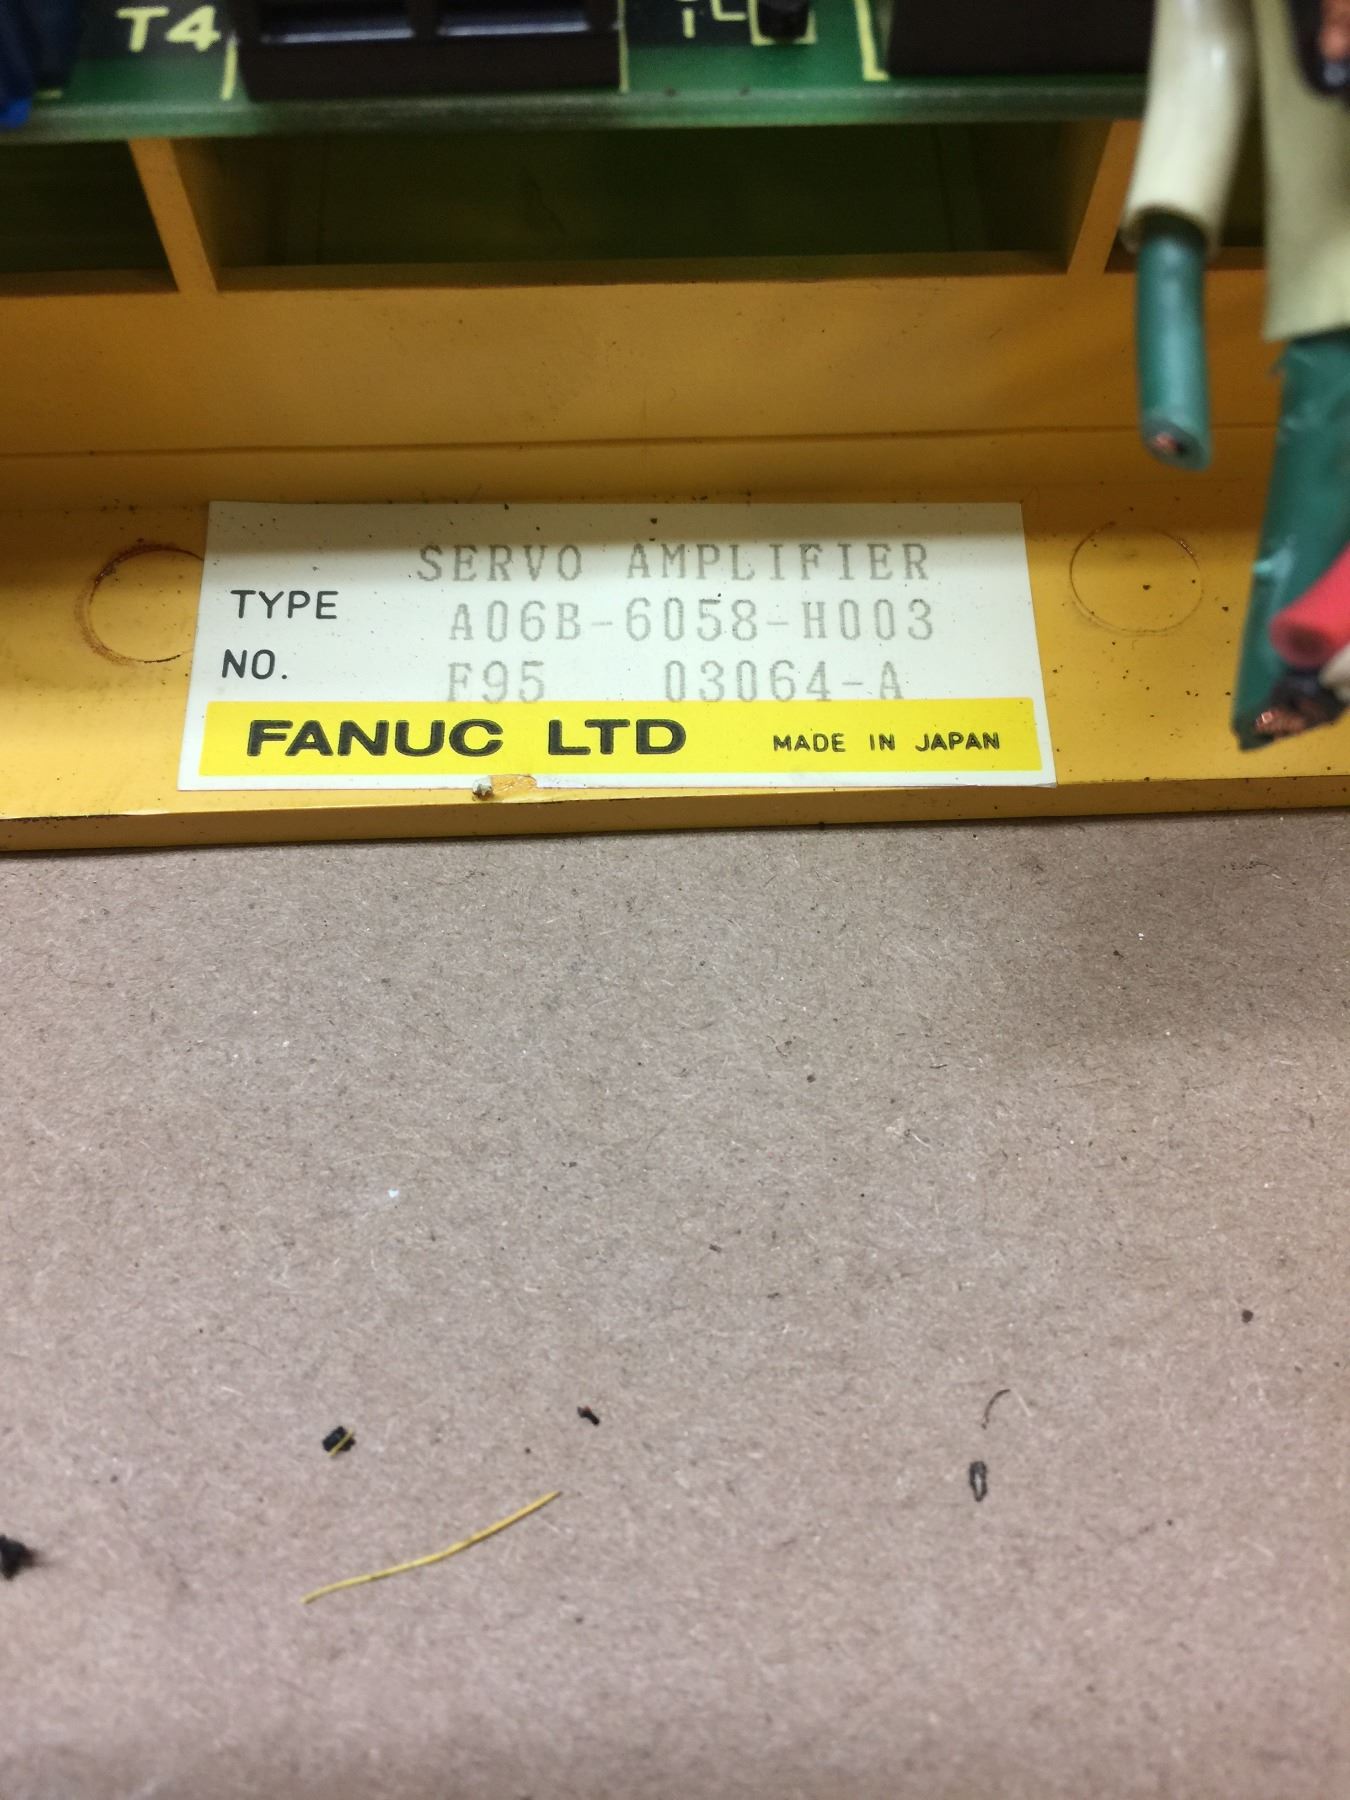 T4
SERVO AMPLIFIER
TYPE A06B-6058-H003
NO. F95 03064-A
FANUC LTD MADE IN JAPAN